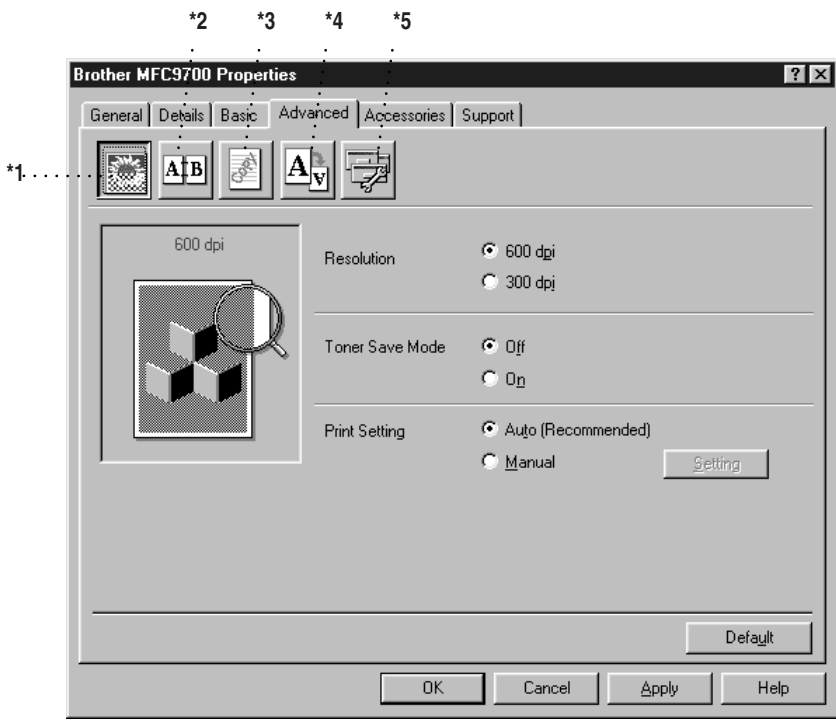 *2 *3 *4 *5
Brother MFC9700 Properties
General Details Basic Advanced Accessories Support
*1
A B Copy A A
600 dpi
Resolution
600 dpi
300 dpi
Toner Save Mode
Off
On
Print Setting
Auto (Recommended)
Manual
Setting
Default
OK Cancel Apply Help